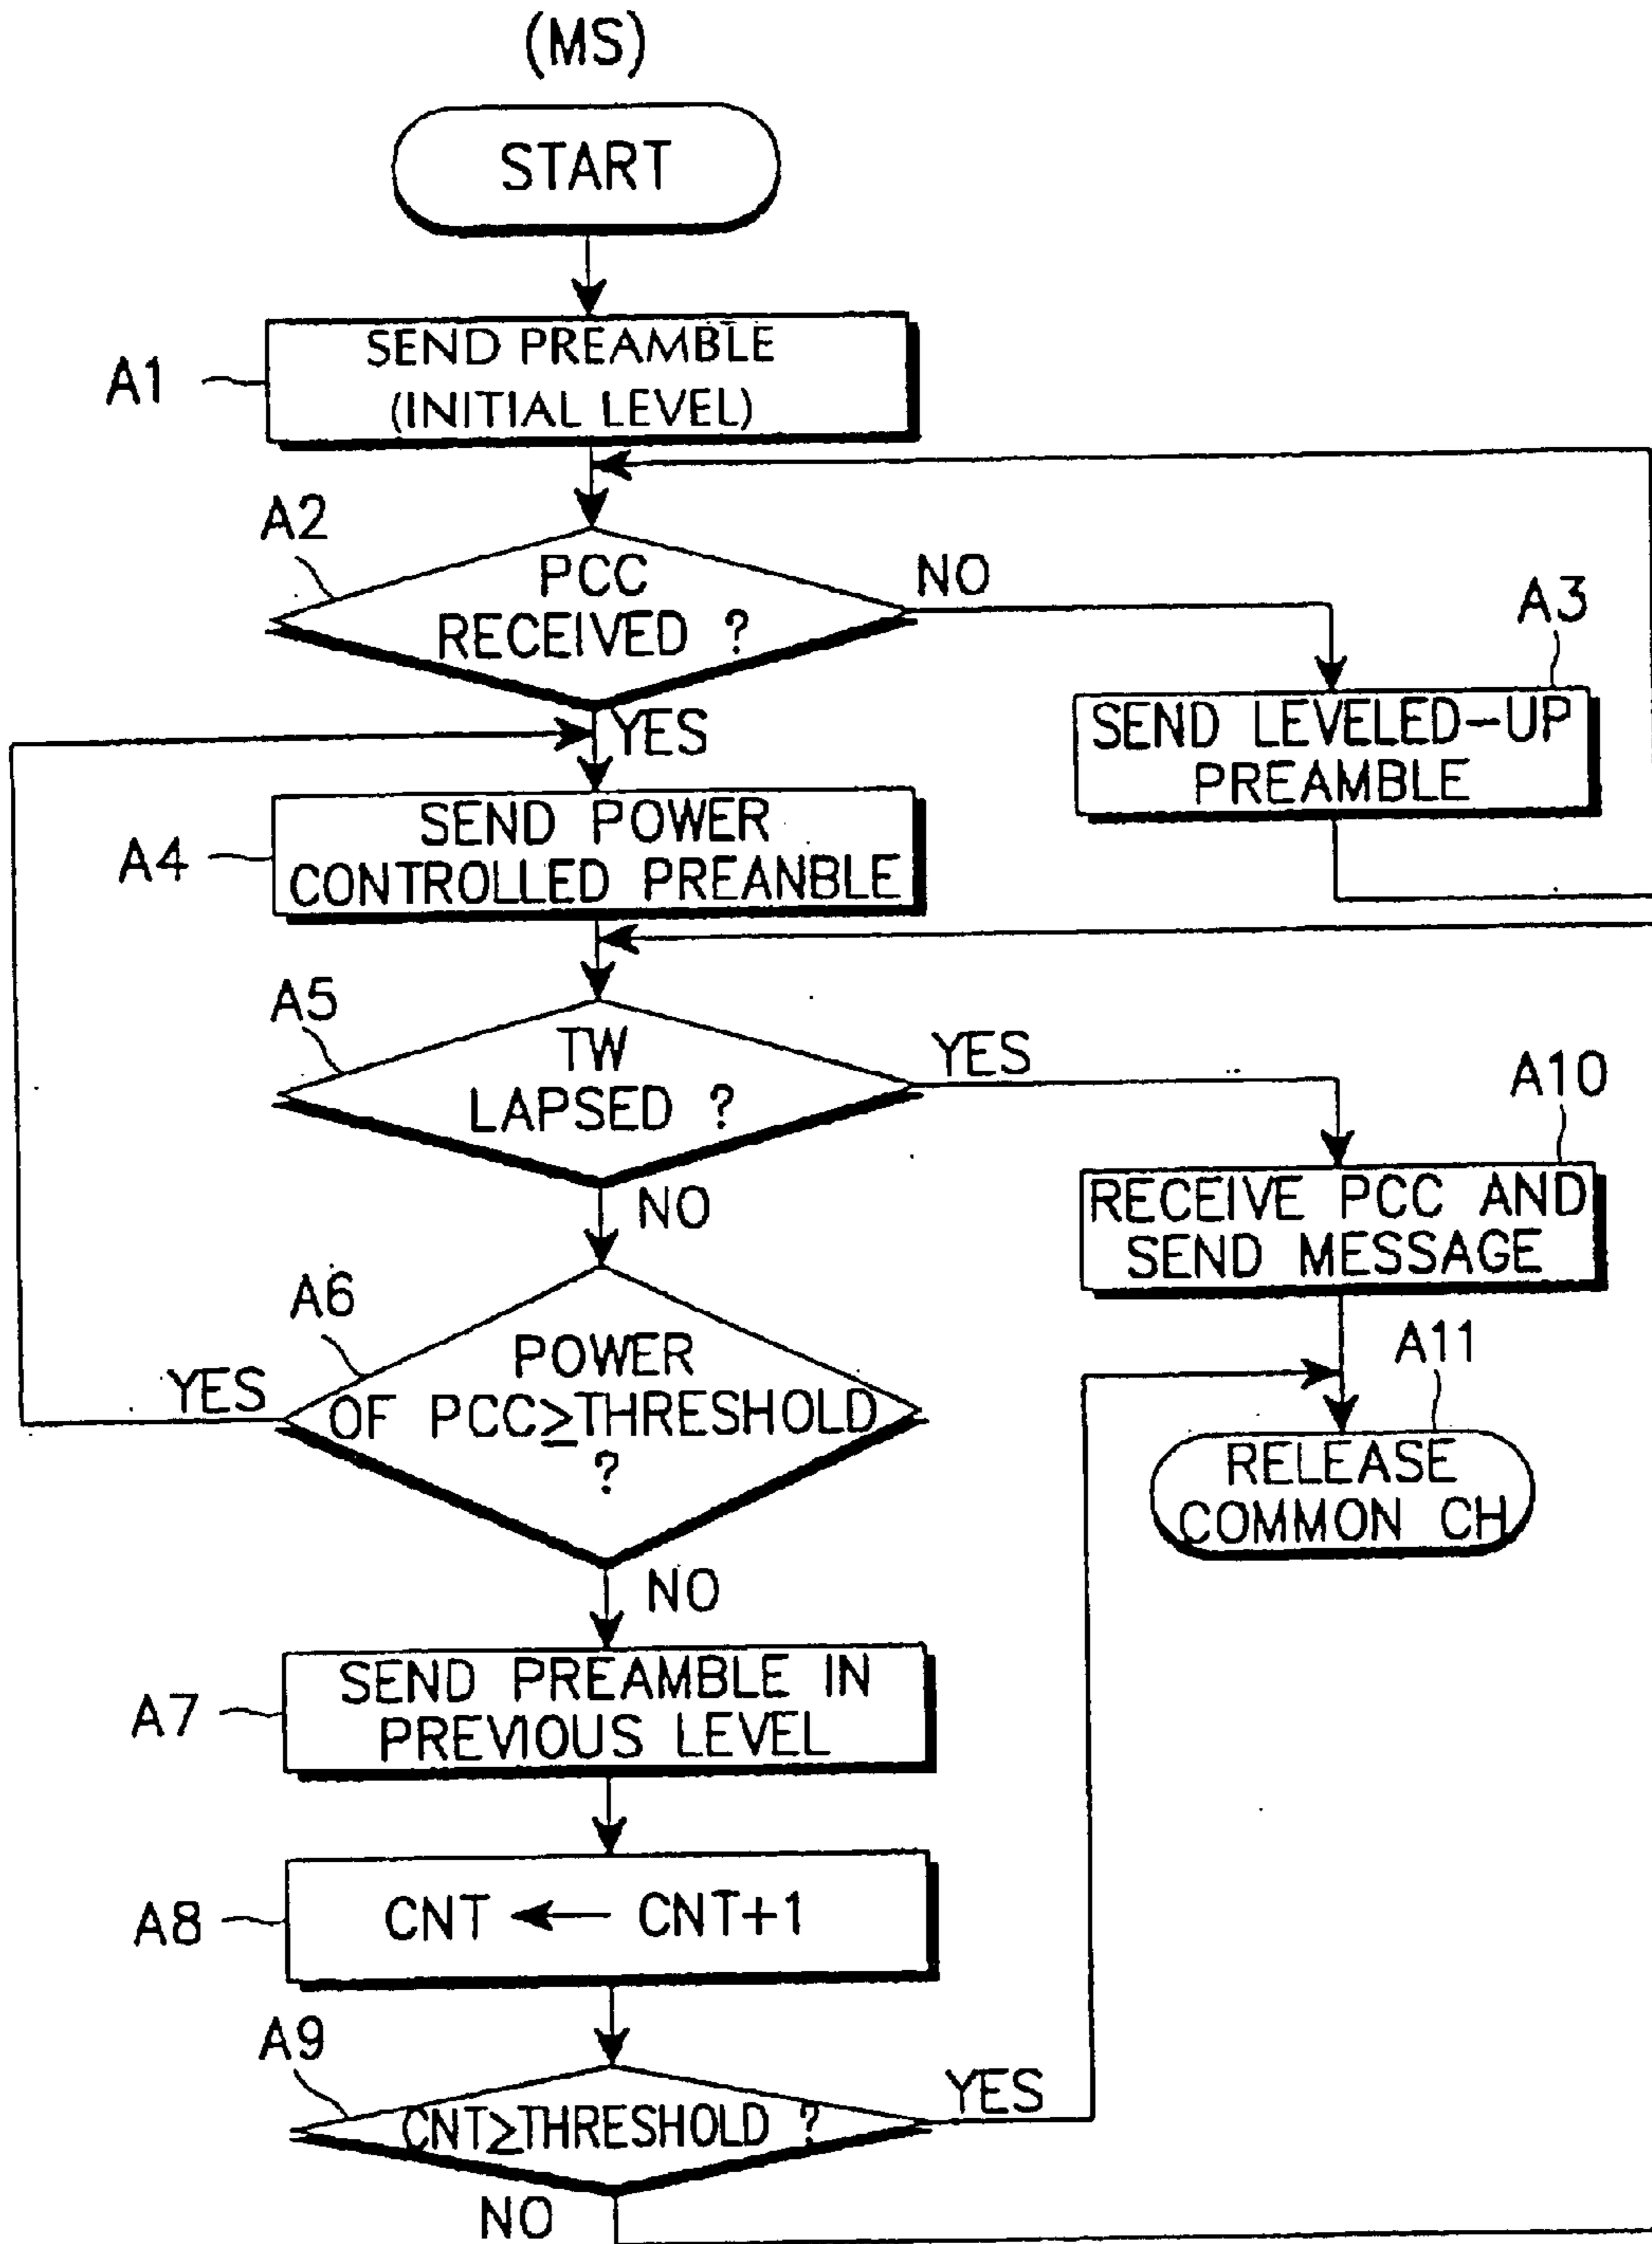 (MS)
START
A1
SEND PREAMBLE
(INITIAL LEVEL)
A2
PCC
RECEIVED ?
NO
YES
A3
SEND LEVELED-UP
PREAMBLE
A4
SEND POWER
CONTROLLED PREANBLE
A5
TW
LAPSED ?
YES
NO
A10
RECEIVE PCC AND
SEND MESSAGE
A6
POWER
OF PCC≥THRESHOLD
?
YES
NO
A11
RELEASE
COMMON CH
A7
SEND PREAMBLE IN
PREVIOUS LEVEL
A8
CNT ← CNT+1
A9
CNT≥THRESHOLD ?
YES
NO